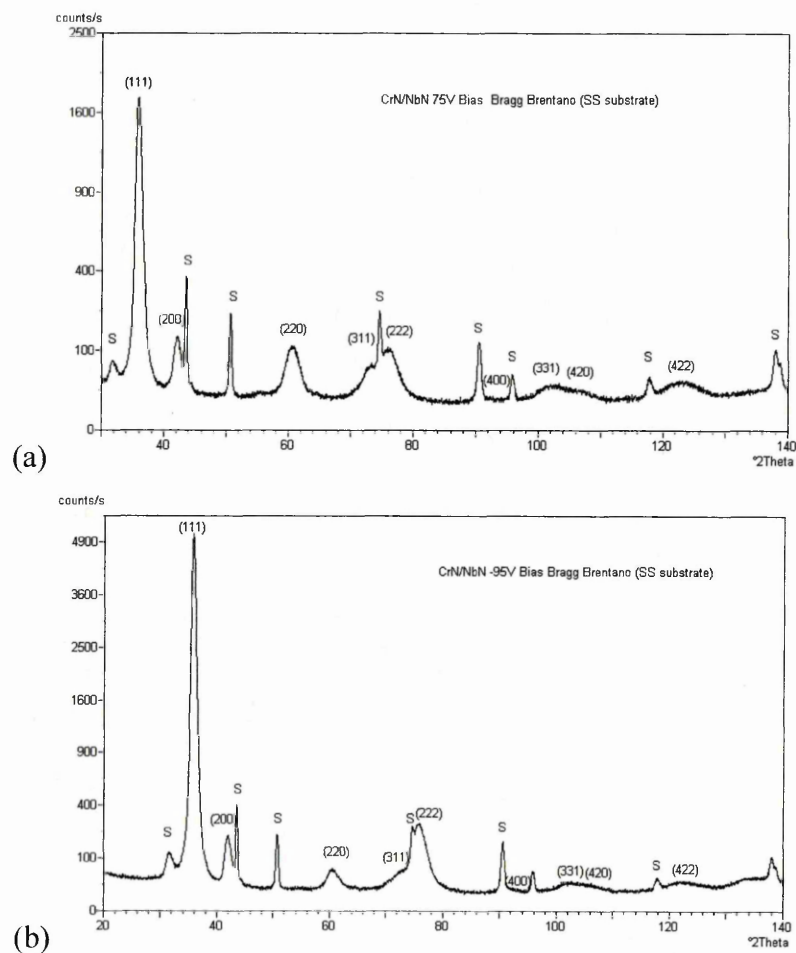 counts/s
2500
(111)
CrN/NbN 75V Bias Bragg Brentano (SS substrate)
1600
900
400
S
S
S
(200)
(220)
(311)
(222)
S
S
(400)
S
(331)
(420)
S
(422)
S
100
0
40
60
80
100
120
140
°2Theta
(a)
counts/s
(111)
4900
CrN/NbN -95V Bias Bragg Brentano (SS substrate)
3600
2500
1600
900
400
S
S
S
S
(222)
S
(200)
(220)
(311)
(400)
(331)
(420)
S
(422)
100
0
20
40
60
80
100
120
140
°2Theta
(b)